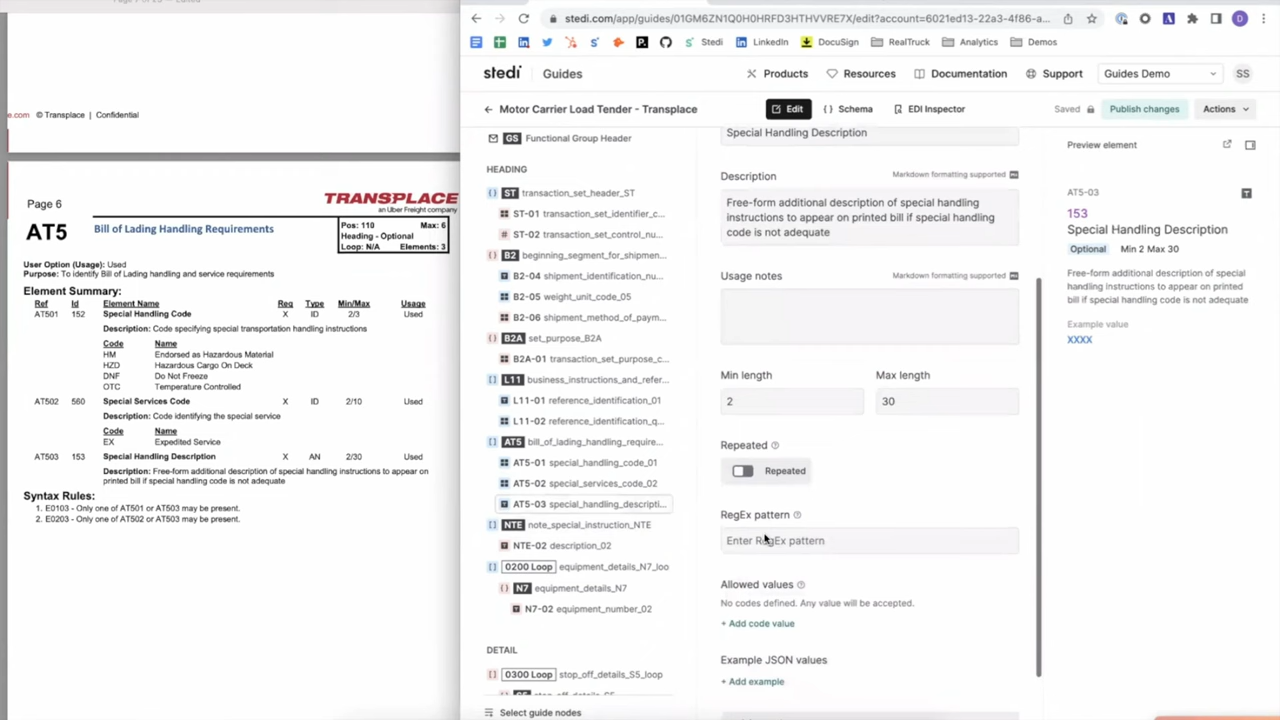 e.com © Transplace | Confidential
Page 6
TRANSPLACE
an Uber Freight company
AT5 Bill of Lading Handling Requirements
Pos: 110 Max: 6
Heading - Optional
Loop: N/A Elements: 3
User Option (Usage): Used
Purpose: To identify Bill of Lading handling and service requirements
Element Summary:
Ref Id Element Name Req Type Min/Max Usage
AT501 152 Special Handling Code X ID 2/3 Used
Description: Code specifying special transportation handling instructions
Code Name
HM Endorsed as Hazardous Material
HZD Hazardous Cargo On Deck
DNF Do Not Freeze
OTC Temperature Controlled
AT502 560 Special Services Code X ID 2/10 Used
Description: Code identifying the special service
Code Name
EX Expedited Service
AT503 153 Special Handling Description X AN 2/30 Used
Description: Free-form additional description of special handling instructions to appear on
printed bill if special handling code is not adequate
Syntax Rules:
1. E0103 - Only one of AT501 or AT503 may be present.
2. E0203 - Only one of AT502 or AT503 may be present.
stedi.com/app/guides/01GM6ZN1Q0H0HRFD3HTHVVRE7X/edit?account=6021ed13-22a3-4f86-a...
Stedi LinkedIn DocuSign RealTruck Analytics Demos
stedi Guides Products Resources Documentation Support Guides Demo SS
Motor Carrier Load Tender - Transplace Edit Schema EDI Inspector Saved Publish changes Actions
GS Functional Group Header
HEADING
{} ST transaction_set_header_ST
ST-01 transaction_set_identifier_c...
# ST-02 transaction_set_control_nu...
{} B2 beginning_segment_for_shipmen...
B2-04 shipment_identification_nu...
B2-05 weight_unit_code_05
B2-06 shipment_method_of_paym...
{} B2A set_purpose_B2A
B2A-01 transaction_set_purpose_c...
[] L11 business_instructions_and_refer...
L11-01 reference_identification_01
L11-02 reference_identification_q...
[] AT5 bill_of_lading_handling_require...
AT5-01 special_handling_code_01
AT5-02 special_services_code_02
AT5-03 special_handling_descripti...
[] NTE note_special_instruction_NTE
NTE-02 description_02
[] 0200 Loop equipment_details_N7_loo
{} N7 equipment_details_N7
N7-02 equipment_number_02
DETAIL
[] 0300 Loop stop_off_details_S5_loop
Select guide nodes
Special Handling Description
Description Markdown formatting supported
Free-form additional description of special handling
instructions to appear on printed bill if special handling
code is not adequate
Usage notes Markdown formatting supported
Min length Max length
2 30
Repeated
Repeated
RegEx pattern
Enter RegEx pattern
Allowed values
No codes defined. Any value will be accepted.
+ Add code value
Example JSON values
+ Add example
Preview element
AT5-03
153
Special Handling Description
Optional Min 2 Max 30
Free-form additional description of special
handling instructions to appear on printed
bill if special handling code is not adequate
Example value
XXXX